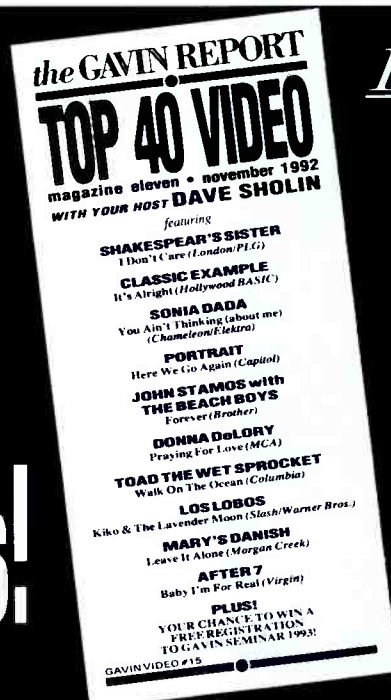 the GAVIN REPORT
TOP 40 VIDEO
magazine eleven • november 1992
WITH YOUR HOST DAVE SHOLIN
featuring
SHAKESPEAR'S SISTER
I Don't Care (London/PLG)
CLASSIC EXAMPLE
It's Alright (Hollywood BASIC)
SONIA DADA
You Ain't Thinking (about me)
(Chameleon/Elektra)
PORTRAIT
Here We Go Again (Capitol)
JOHN STAMOS with
THE BEACH BOYS
Forever (Brother)
DONNA DeLORY
Praying For Love (MCA)
TOAD THE WET SPROCKET
Walk On The Ocean (Columbia)
LOS LOBOS
Kiko & The Lavender Moon (Slash/Warner Bros.)
MARY'S DANISH
Leave It Alone (Morgan Creek)
AFTER 7
Baby I'm For Real (Virgin)
PLUS!
YOUR CHANCE TO WIN A
FREE REGISTRATION
TO GAVIN SEMINAR 1993!
GAVIN VIDEO #15